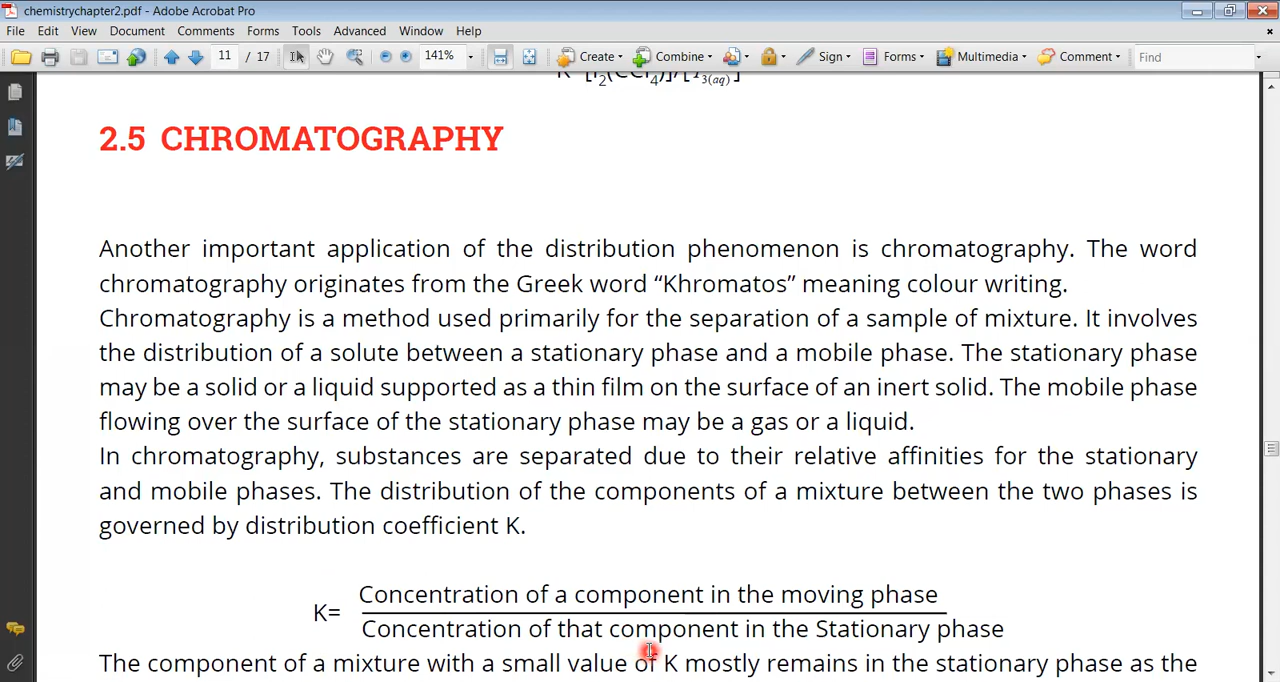 chemistrychapter2.pdf - Adobe Acrobat Pro
File Edit View Document Comments Forms Tools Advanced Window Help
11 / 17 141% Create Combine Sign Forms Multimedia Comment Find
K=[I2(CCl4)]/[I3(aq)]
2.5 CHROMATOGRAPHY
Another important application of the distribution phenomenon is chromatography. The word
chromatography originates from the Greek word “Khromatos” meaning colour writing.
Chromatography is a method used primarily for the separation of a sample of mixture. It involves
the distribution of a solute between a stationary phase and a mobile phase. The stationary phase
may be a solid or a liquid supported as a thin film on the surface of an inert solid. The mobile phase
flowing over the surface of the stationary phase may be a gas or a liquid.
In chromatography, substances are separated due to their relative affinities for the stationary
and mobile phases. The distribution of the components of a mixture between the two phases is
governed by distribution coefficient K.
Concentration of a component in the moving phase
K=
Concentration of that component in the Stationary phase
The component of a mixture with a small value of K mostly remains in the stationary phase as the